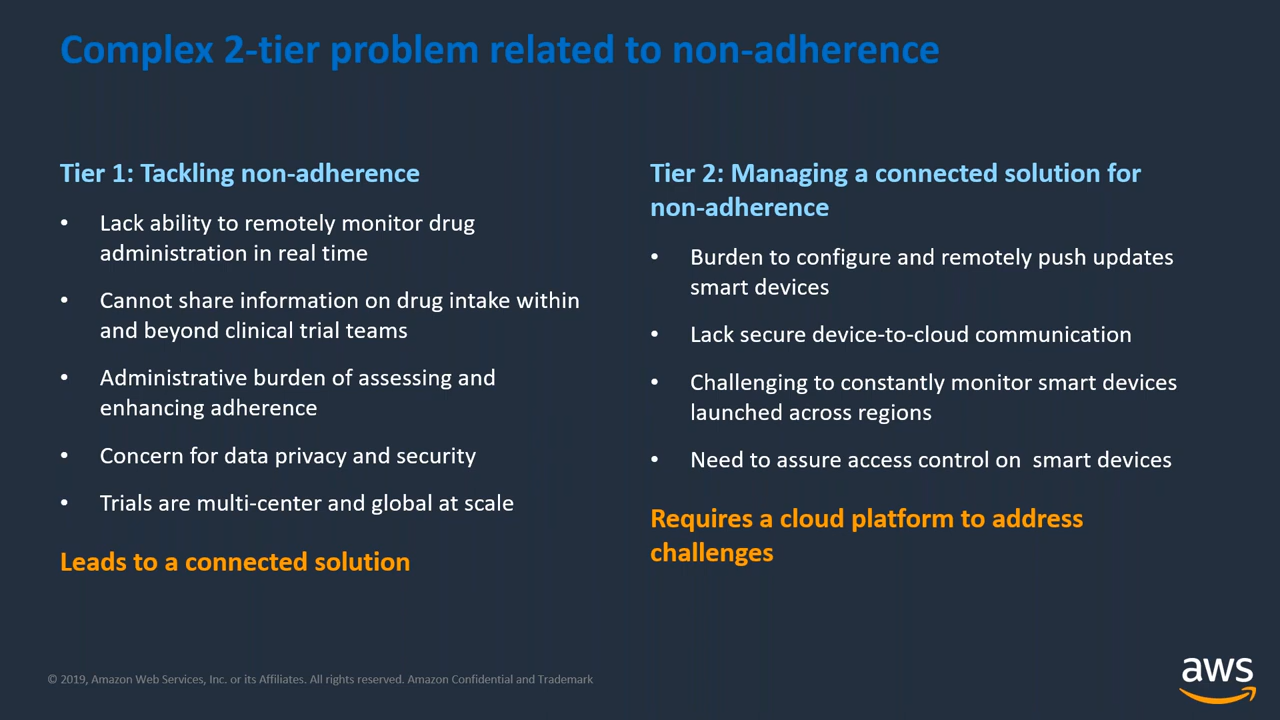 Complex 2-tier problem related to non-adherence
Tier 1: Tackling non-adherence
• Lack ability to remotely monitor drug
administration in real time
• Cannot share information on drug intake within
and beyond clinical trial teams
• Administrative burden of assessing and
enhancing adherence
• Concern for data privacy and security
• Trials are multi-center and global at scale
Leads to a connected solution
Tier 2: Managing a connected solution for
non-adherence
• Burden to configure and remotely push updates
smart devices
• Lack secure device-to-cloud communication
• Challenging to constantly monitor smart devices
launched across regions
• Need to assure access control on  smart devices
Requires a cloud platform to address
challenges
© 2019, Amazon Web Services, Inc. or its Affiliates. All rights reserved. Amazon Confidential and Trademark
aws